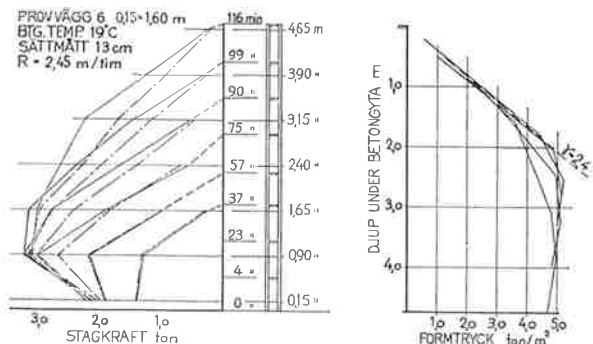 PROVVÄGG 6 0,15×1,60 m
BTG.TEMP 19°C
SÄTTMÅTT 13 cm
R = 2,45 m/tim
116 min
99 "
90 "
75 "
57 "
37 "
23 "
4 "
0 "
4,65 m
3,90 "
3,15 "
2,40 "
1,65 "
0,90 "
0,15 "
3,0 2,0 1,0
STAGKRAFT ton
DJUP UNDER BETONGYTA m
1,0
2,0
3,0
4,0
γ=2,4
1,0 2,0 3,0 4,0 5,0
FORMTRYCK ton/m²